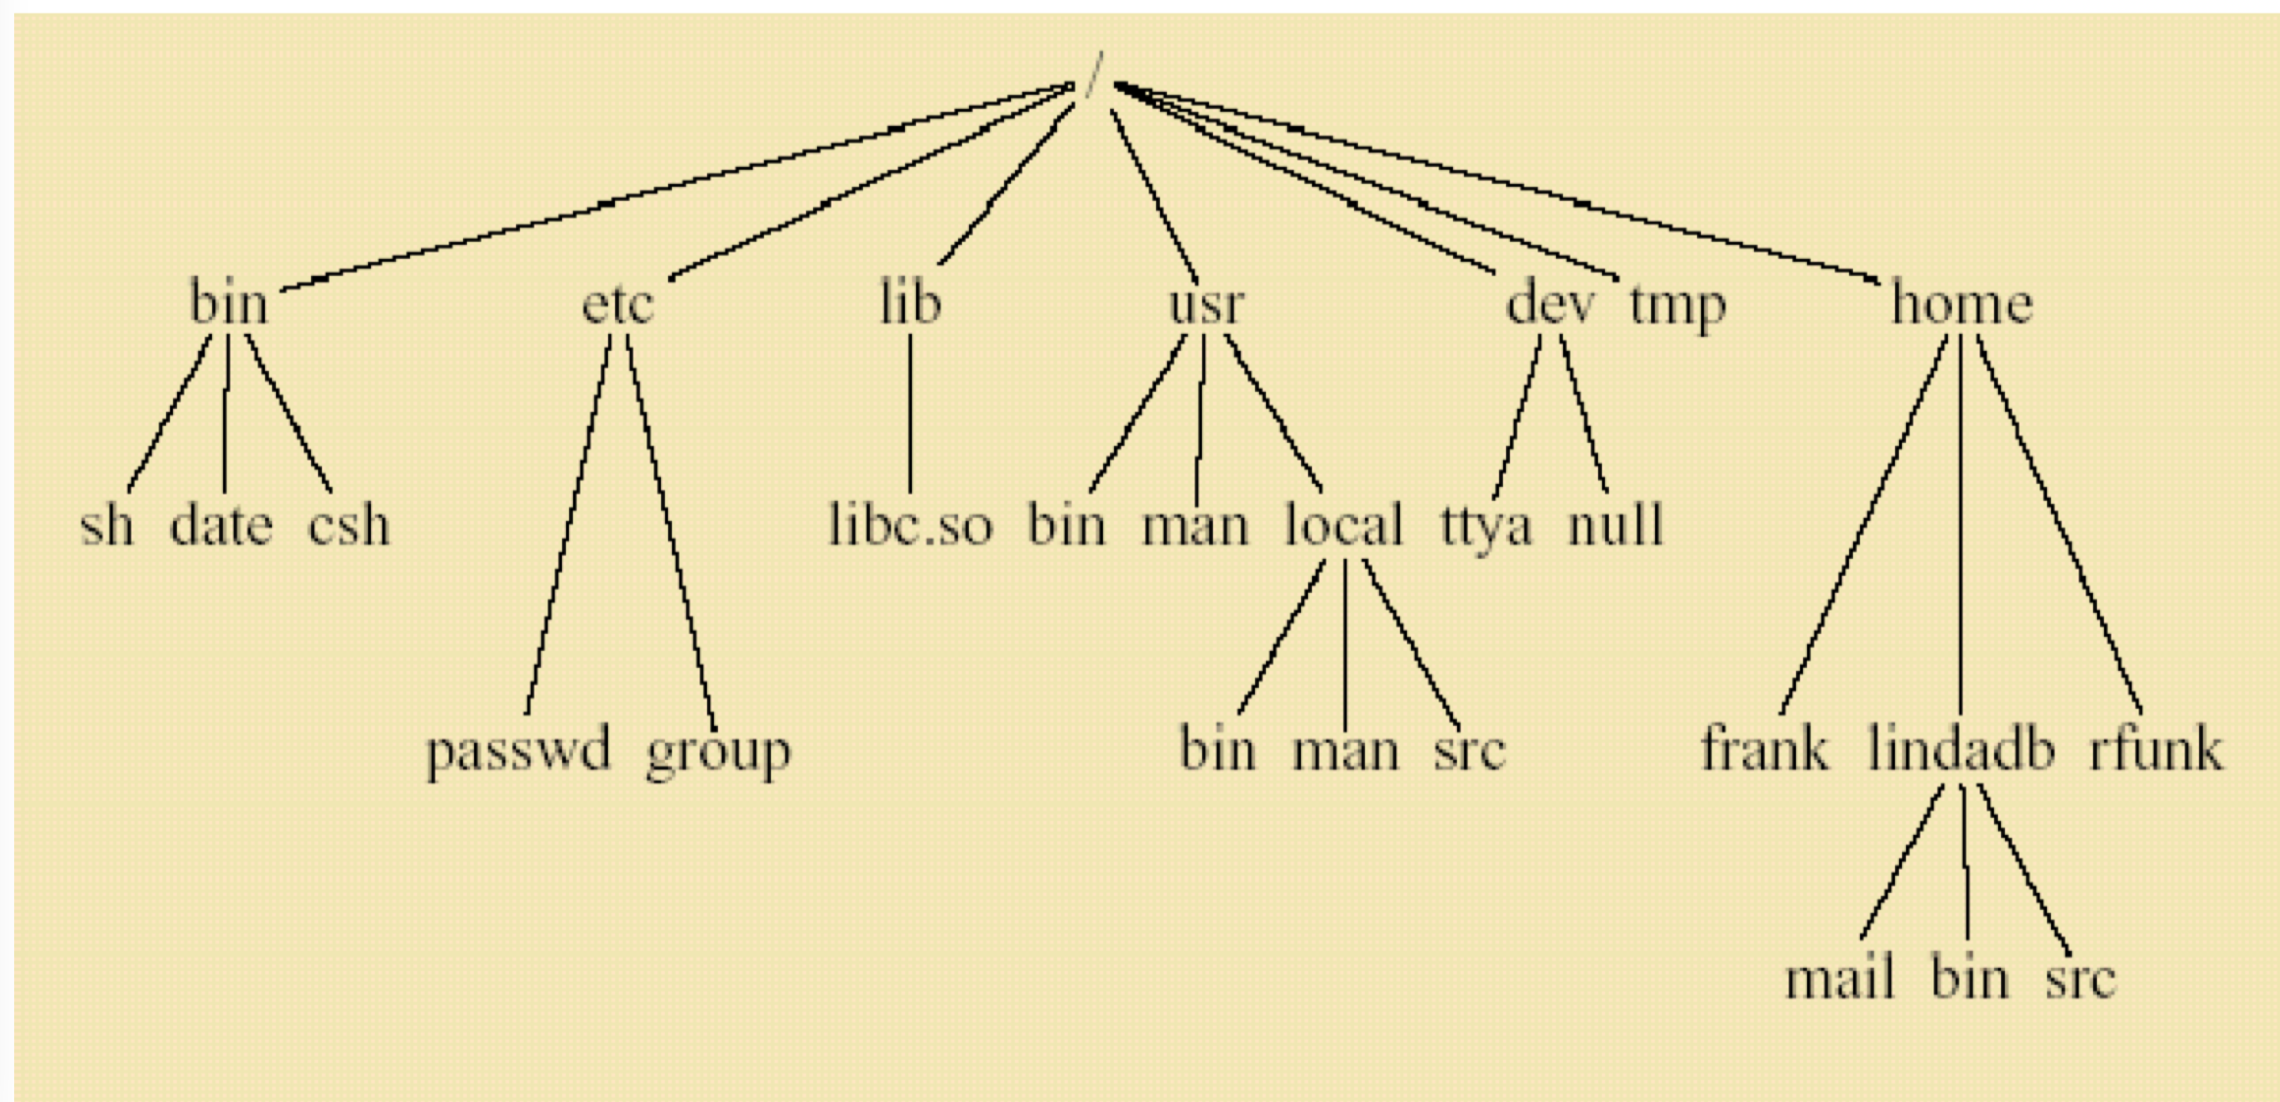 /
bin etc lib usr dev tmp home
sh date csh libc.so bin man local ttya null
passwd group bin man src frank lindadb rfunk
mail bin src